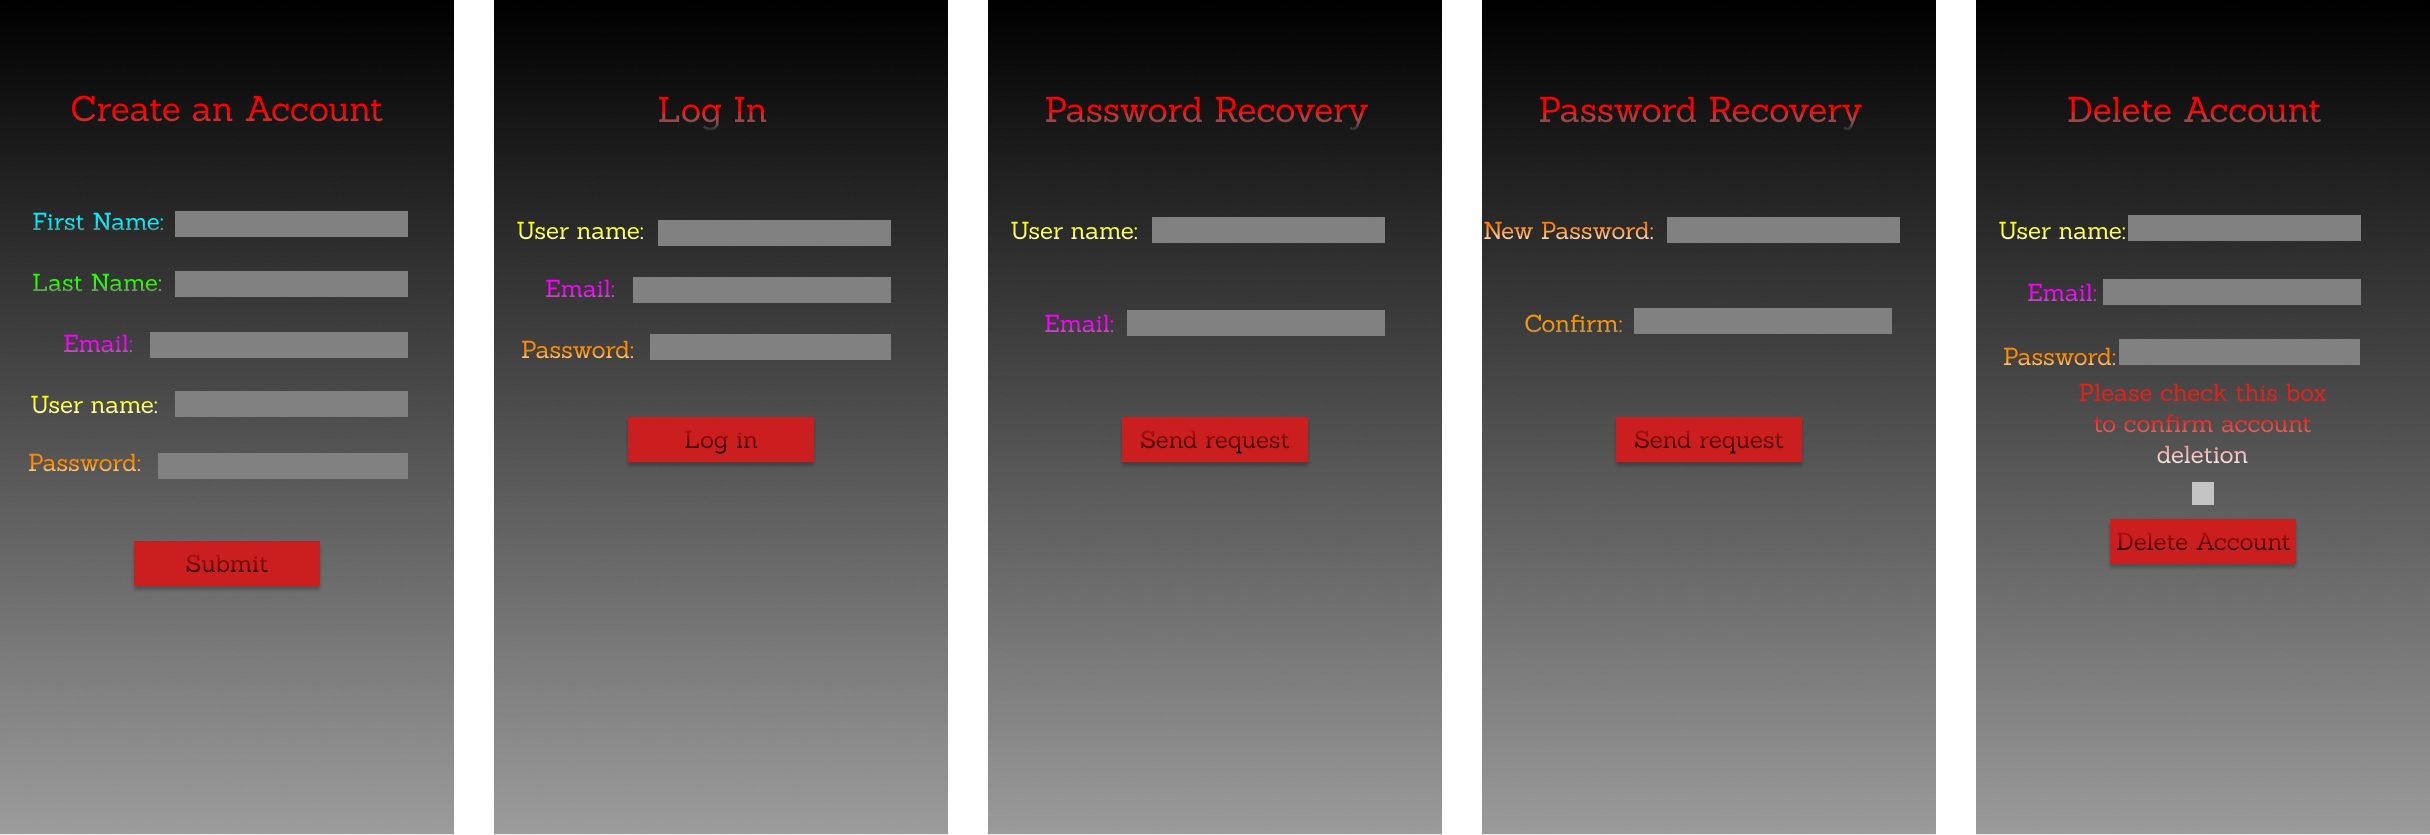 Create an Account
First Name:
Last Name:
Email:
User name:
Password:
Submit
Log In
User name:
Email:
Password:
Log in
Password Recovery
User name:
Email:
Send request
Password Recovery
New Password:
Confirm:
Send request
Delete Account
User name:
Email:
Password:
Please check this box
to confirm account
deletion
Delete Account